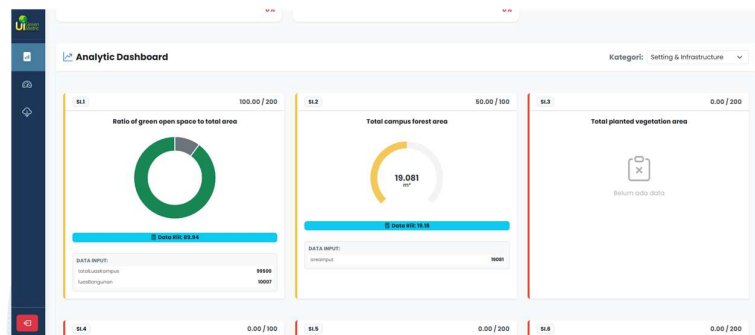 UI Green Metric
Analytic Dashboard
Kategori: Setting & Infrastructure
SI.1 100.00 / 200
Ratio of green open space to total area
Data Riil: 89.94
DATA INPUT:
totalLuasKampus 99500
luasBangunan 10007
SI.2 50.00 / 100
Total campus forest area
19.081
m²
Data Riil: 19.18
DATA INPUT:
areaInput 19081
SI.3 0.00 / 200
Total planted vegetation area
Belum ada data
SI.4 0.00 / 100
SI.5 0.00 / 200
SI.6 0.00 / 200